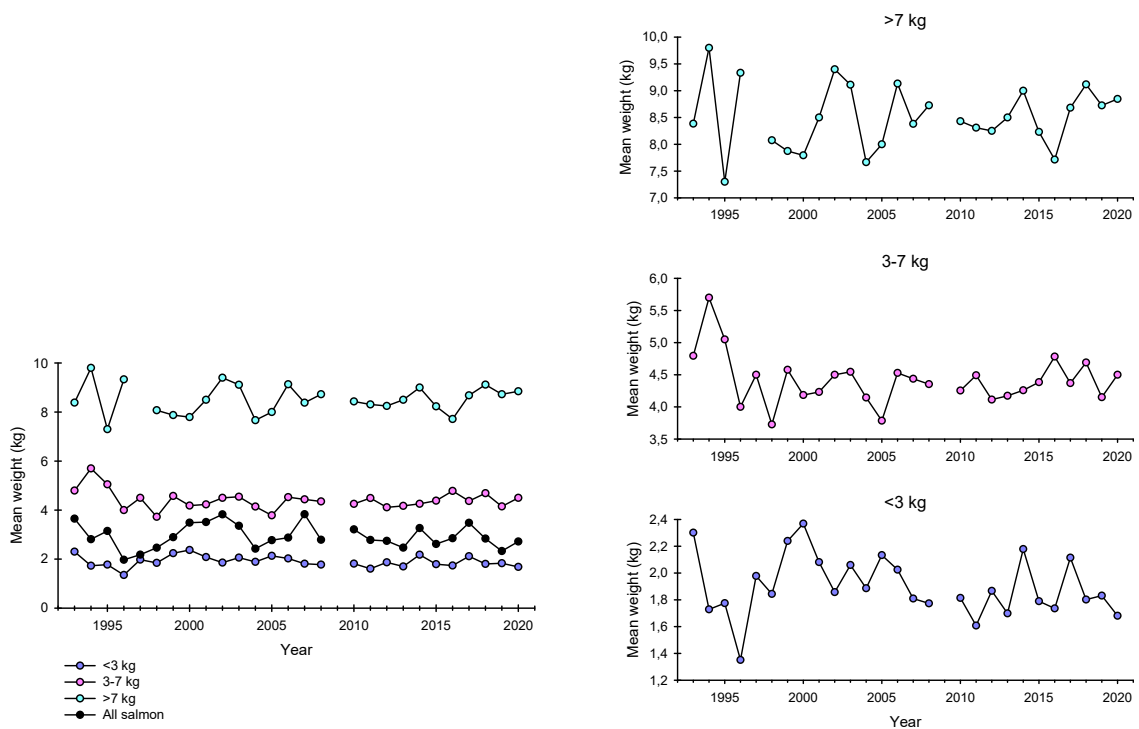 10
8
6
4
2
0
Mean weight (kg)
1995 2000 2005 2010 2015 2020
Year
<3 kg
3-7 kg
>7 kg
All salmon
>7 kg
10,0
9,5
9,0
8,5
8,0
7,5
7,0
Mean weight (kg)
1995 2000 2005 2010 2015 2020
3-7 kg
6,0
5,5
5,0
4,5
4,0
3,5
Mean weight (kg)
1995 2000 2005 2010 2015 2020
<3 kg
2,4
2,2
2,0
1,8
1,6
1,4
1,2
Mean weight (kg)
1995 2000 2005 2010 2015 2020
Year